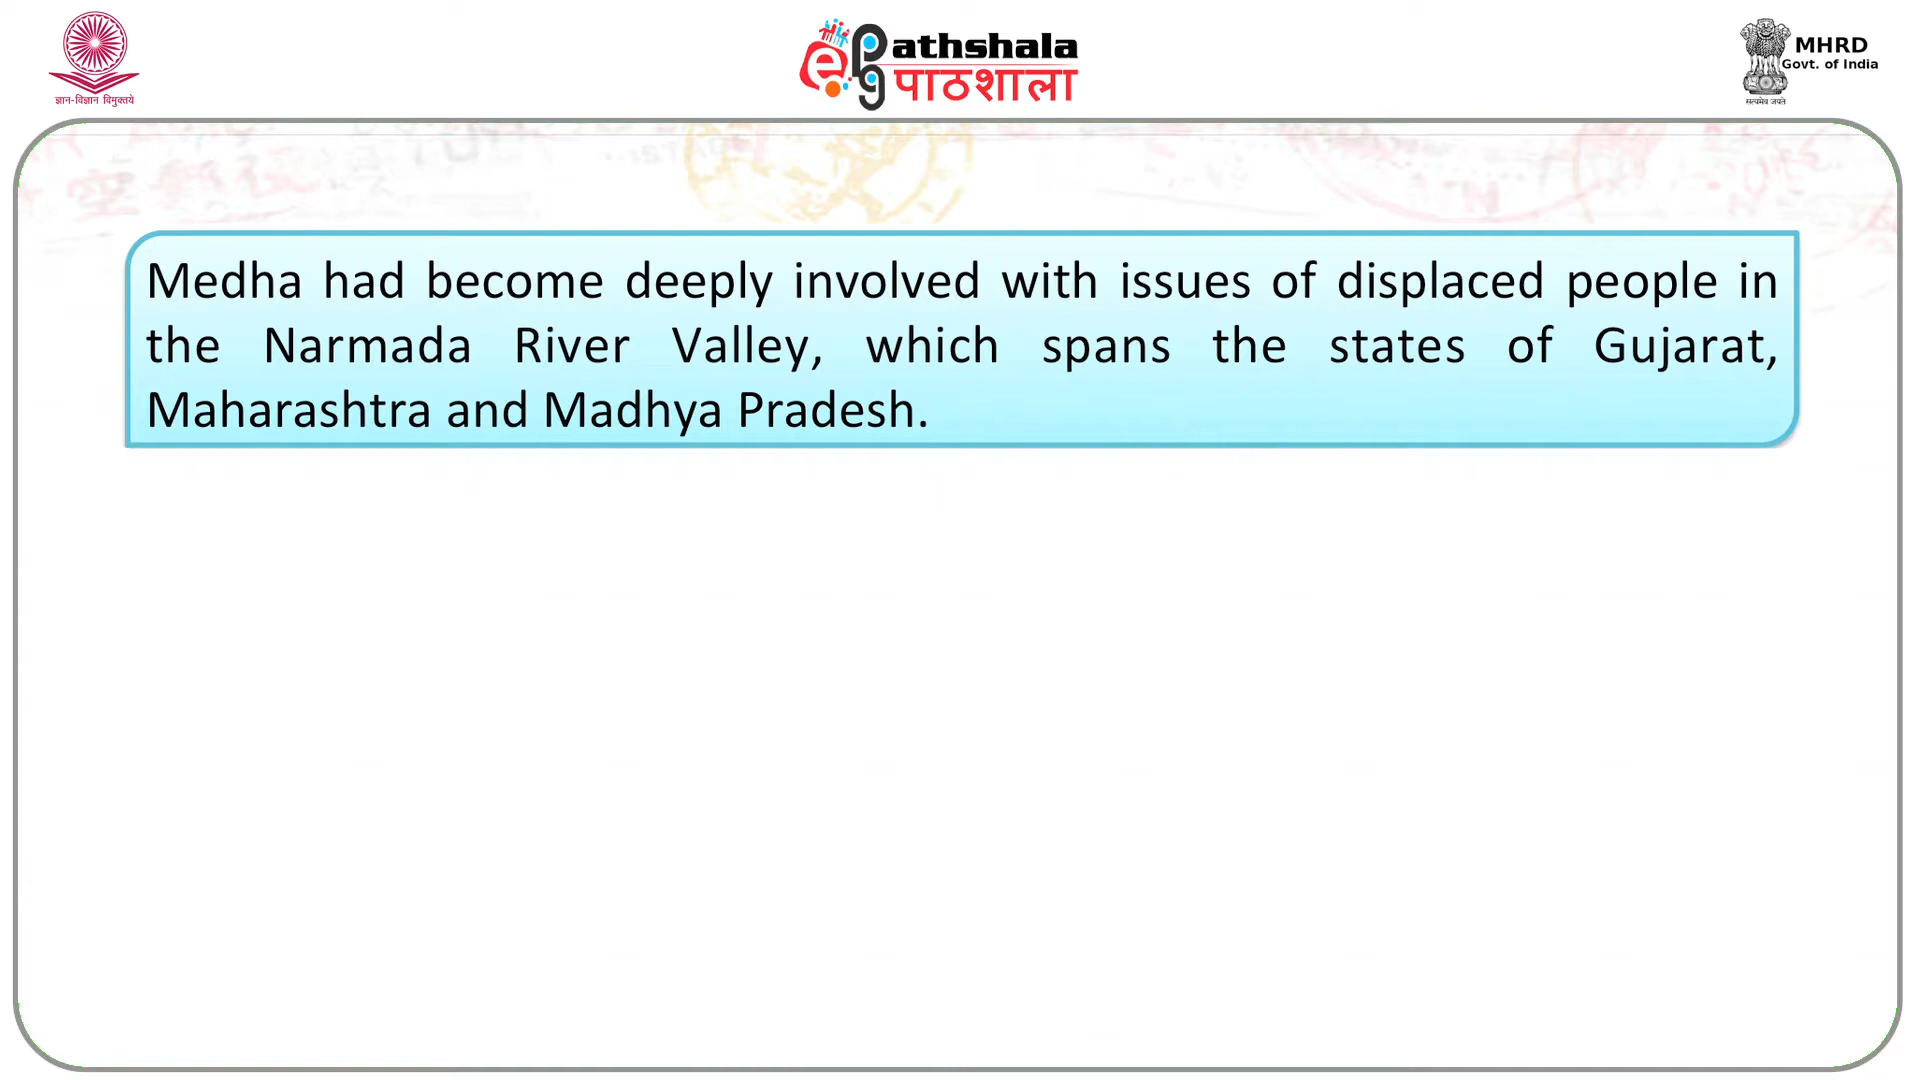 ज्ञान-विज्ञान विमुक्तये
e Pg athshala
पाठशाला
MHRD
Govt. of India
सत्यमेव जयते
Medha had become deeply involved with issues of displaced people in
the Narmada River Valley, which spans the states of Gujarat,
Maharashtra and Madhya Pradesh.